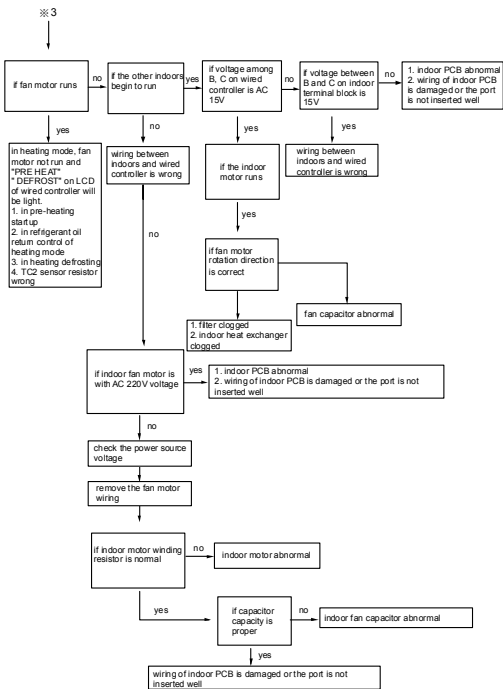 ※3
if fan motor runs
no
if the other indoors
begin to run
yes
if voltage among
B, C on wired
controller is AC
15V
no
if voltage between
B and C on indoor
terminal block is
15V
no
1. indoor PCB abnormal
2. wiring of indoor PCB
is damaged or the port is
not inserted well
yes
in heating mode, fan
motor not run and
"PRE HEAT"
" DEFROST" on LCD
of wired controller will
be light.
1. in pre-heating
startup
2. in refrigerant oil
return control of
heating mode
3. in heating defrosting
4. TC2 sensor resistor
wrong
no
wiring between
indoors and wired
controller is wrong
yes
if the indoor
motor runs
yes
wiring between
indoors and wired
controller is wrong
no
yes
if fan motor
rotation direction
is correct
fan capacitor abnormal
1. filter clogged
2. indoor heat exchanger
clogged
if indoor fan motor is
with AC 220V voltage
yes
1. indoor PCB abnormal
2. wiring of indoor PCB is damaged or the port is not
inserted well
no
check the power source
voltage
remove the fan motor
wiring
if indoor motor winding
resistor is normal
no
indoor motor abnormal
yes
if capacitor
capacity is
proper
no
indoor fan capacitor abnormal
yes
wiring of indoor PCB is damaged or the port is not
inserted well